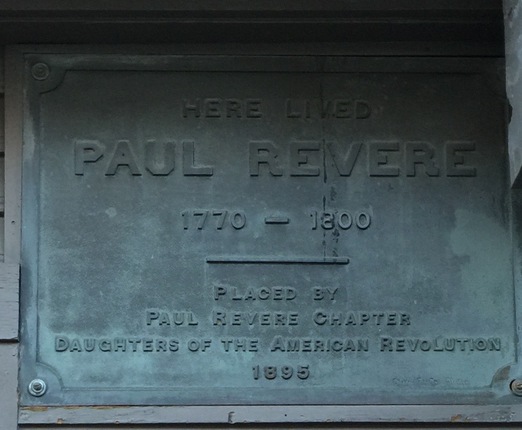 HERE LIVED
PAUL REVERE
1770 — 1800
PLACED BY
PAUL REVERE CHAPTER
DAUGHTERS OF THE AMERICAN REVOLUTION
1895